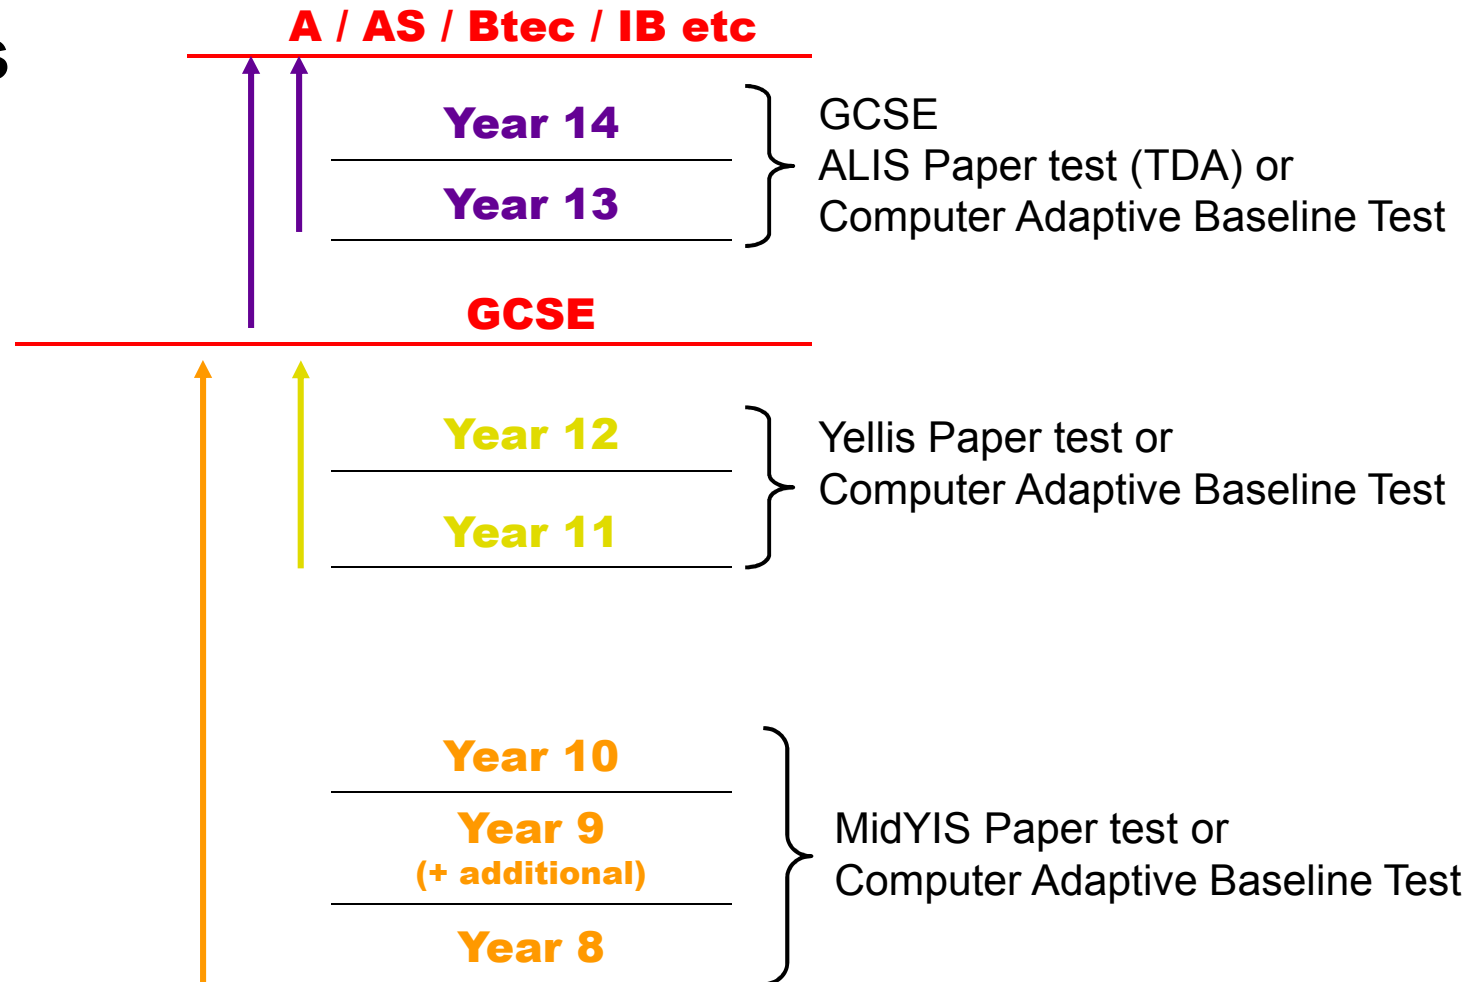 A / AS / Btec / IB etc
s
Year 14
Year 13
GCSE
ALIS Paper test (TDA) or
Computer Adaptive Baseline Test
GCSE
Year 12
Year 11
Yellis Paper test or
Computer Adaptive Baseline Test
Year 10
Year 9
(+ additional)
Year 8
MidYIS Paper test or
Computer Adaptive Baseline Test